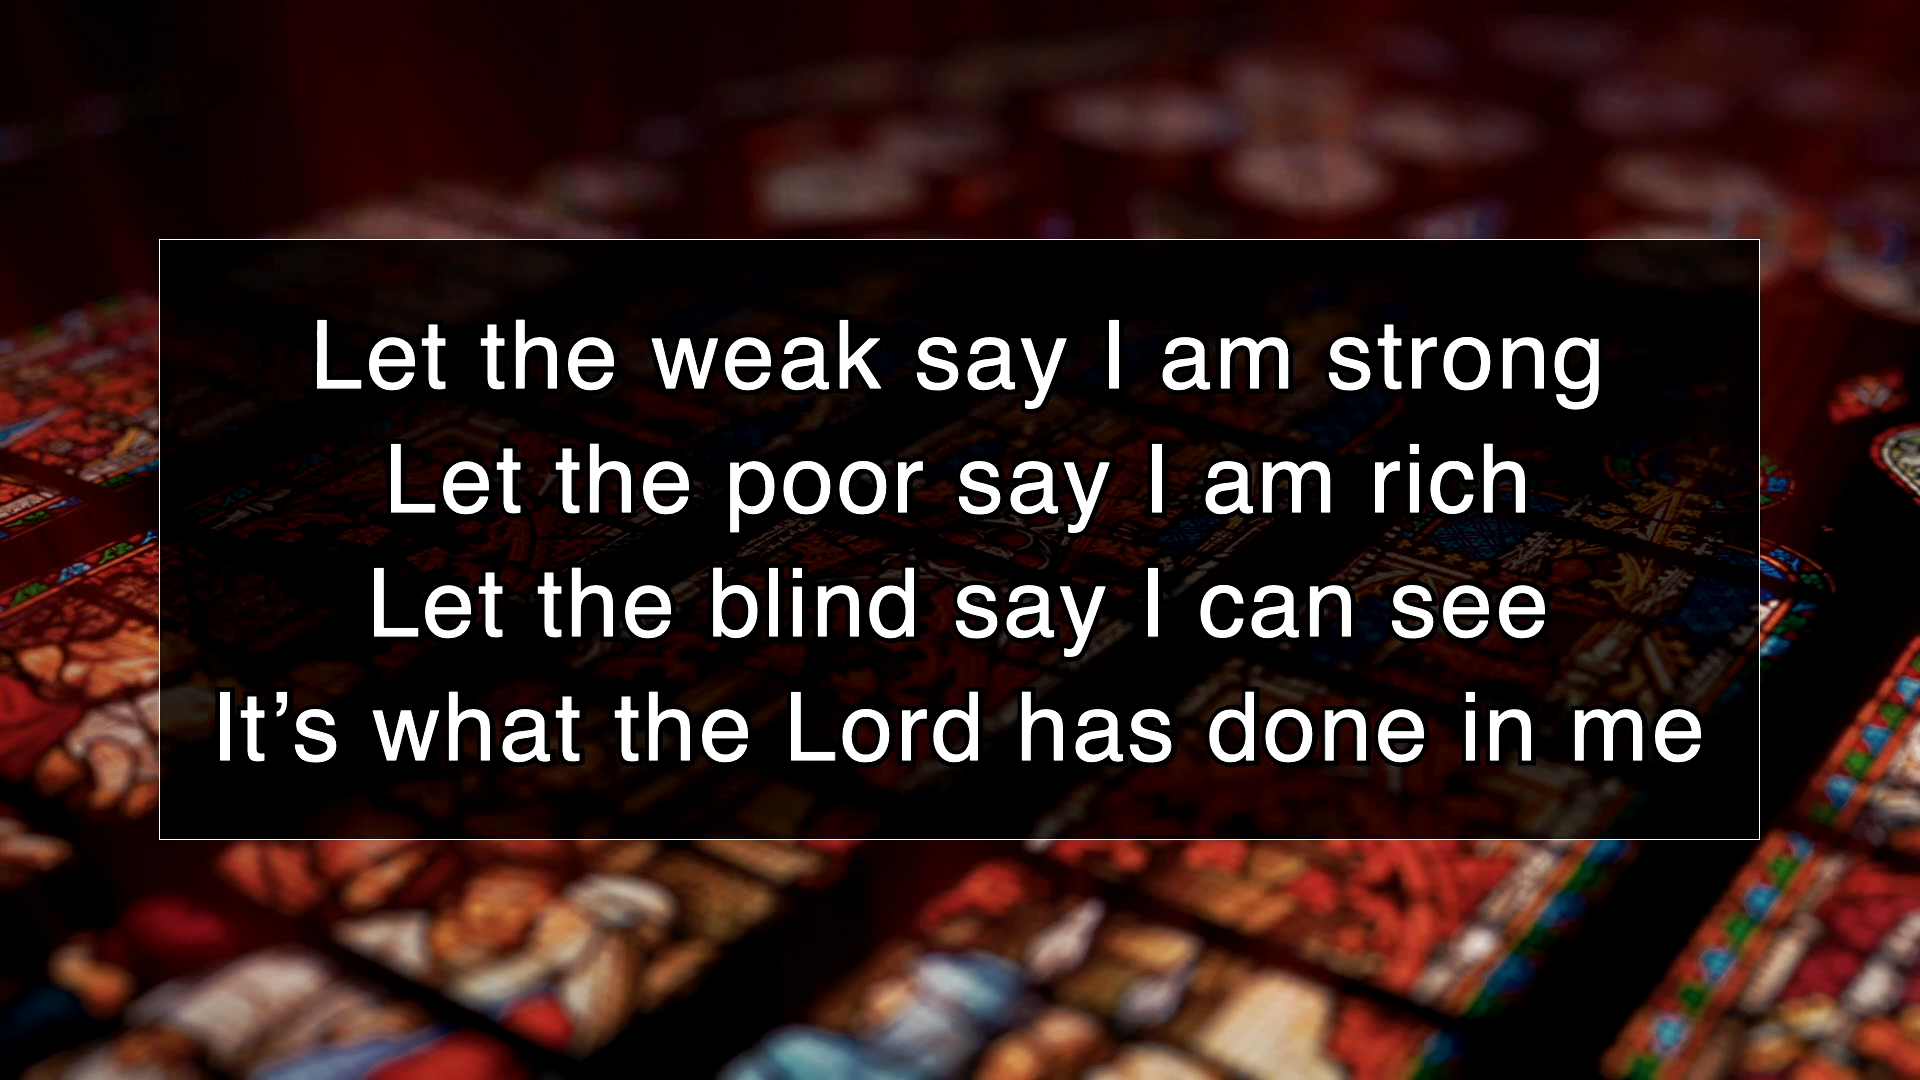 Let the weak say I am strong
Let the poor say I am rich
Let the blind say I can see
It’s what the Lord has done in me